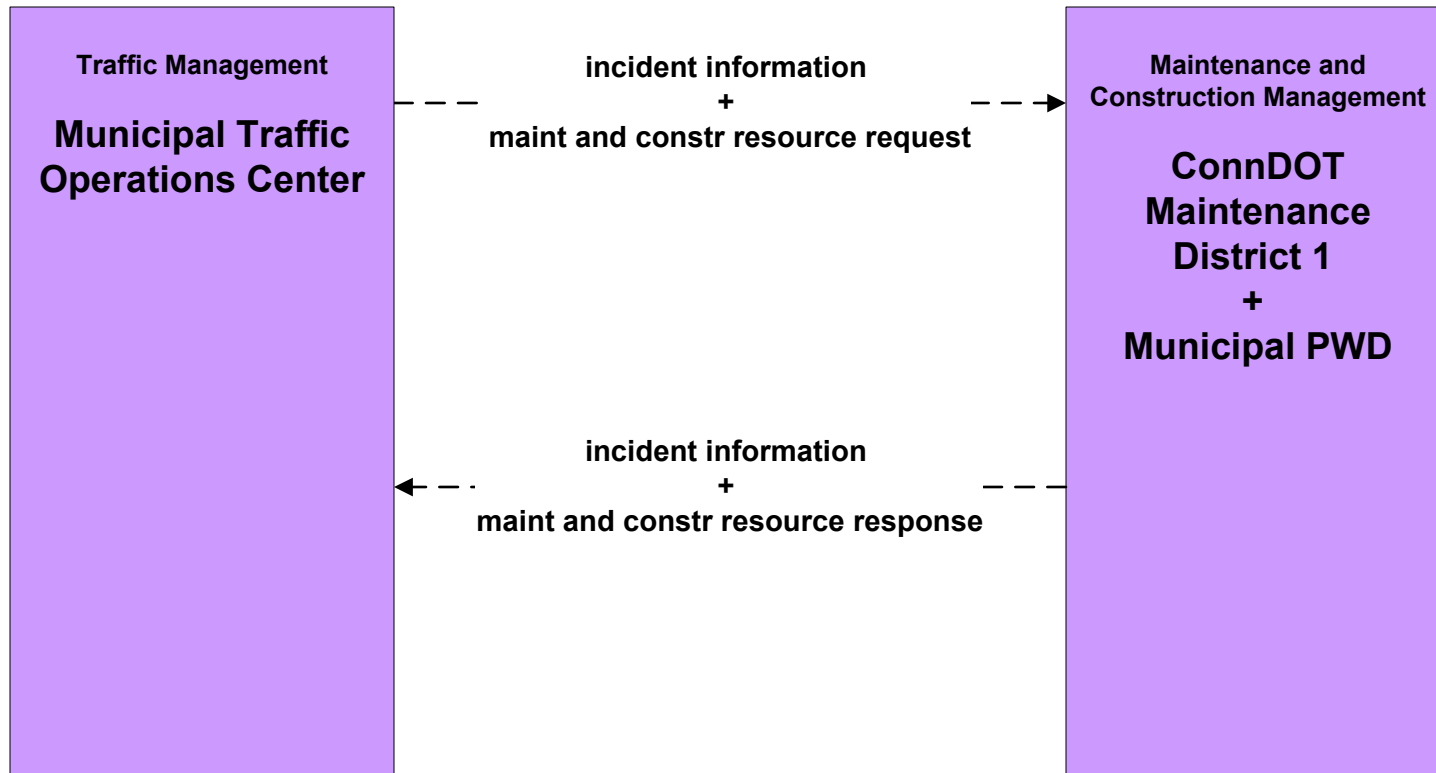 Traffic Management
Municipal Traffic
Operations Center
incident information
+
maint and constr resource request
Maintenance and
Construction Management
ConnDOT
Maintenance
District 1
+
Municipal PWD
incident information
+
maint and constr resource response